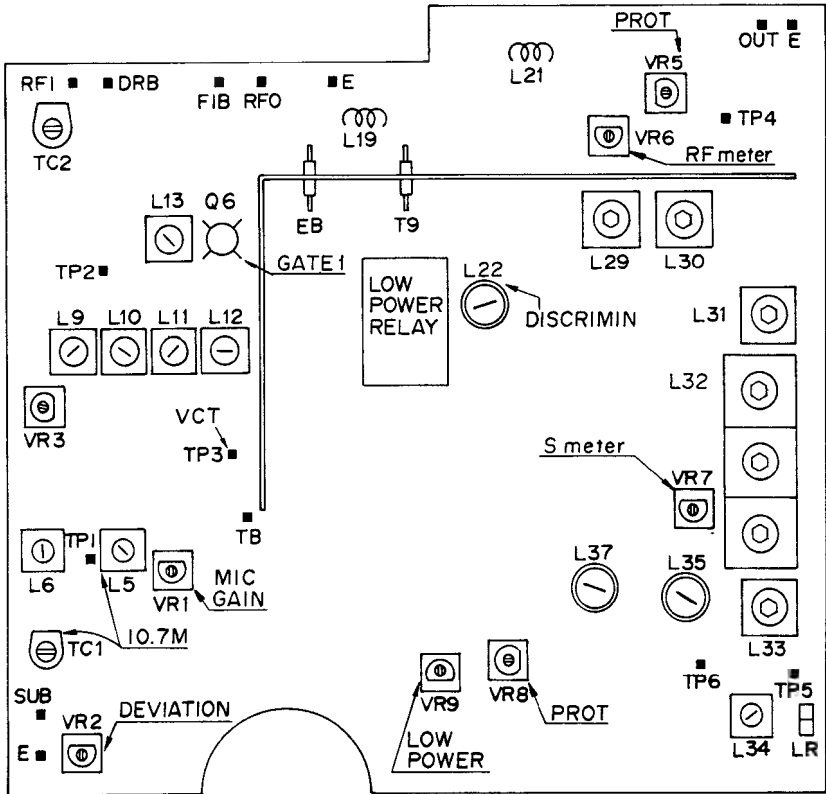 PROT
OUT E
L21
VR5
RF1
DRB
FIB RFO
E
L19
TP4
VR6
RF meter
TC2
L13 Q6
EB
T9
L29
L30
GATE1
TP2
LOW
POWER
RELAY
L22
DISCRIMIN
L31
L9
L10
L11
L12
L32
VR3
VCT
TP3
S meter
VR7
TB
TP1
L6
L5
VR1
MIC
GAIN
L37
L35
10.7M
TC1
L33
TP6
TP5
SUB
VR2
DEVIATION
E
VR9
VR8
PROT
LOW
POWER
L34
LR